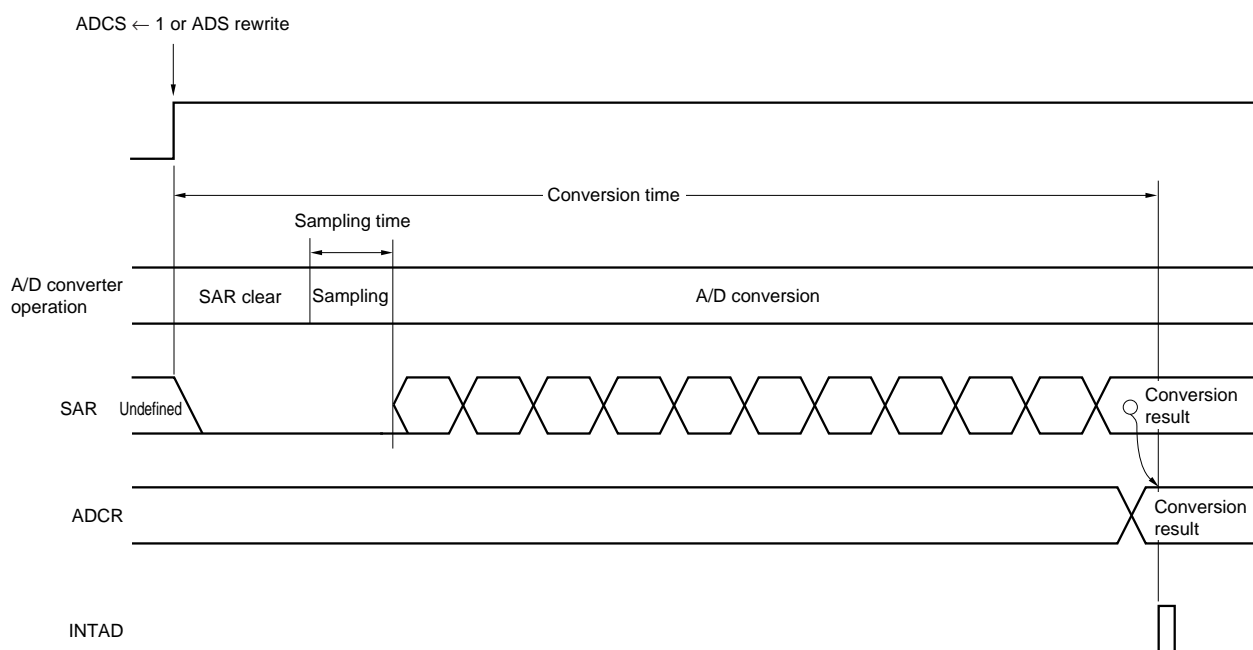 ADCS ← 1 or ADS rewrite
Conversion time
Sampling time
A/D converter
operation
SAR clear
Sampling
A/D conversion
SAR
Undefined
Conversion
result
ADCR
Conversion
result
INTAD